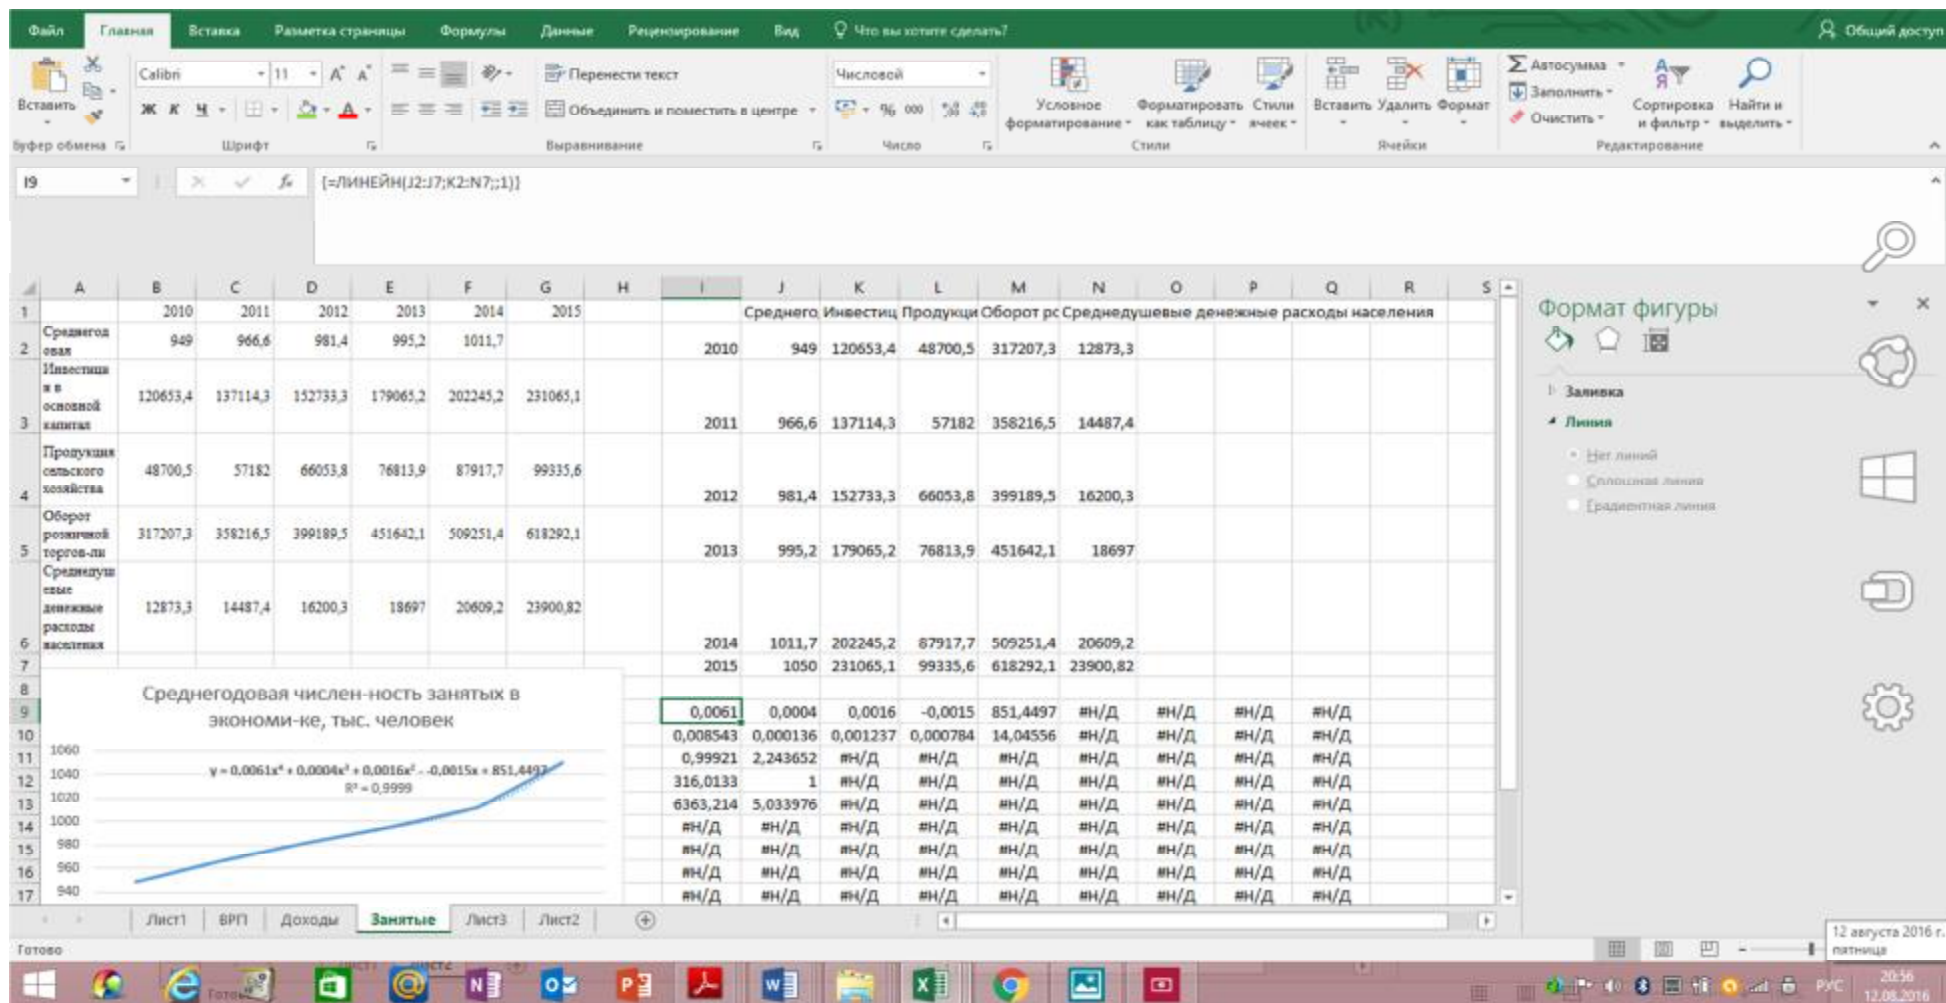 Файл Главная Вставка Разметка страницы Формулы Данные Рецензирование Вид Что вы хотите сделать? Общий доступ
Calibri 11 Перенести текст Числовой Автосумма
Вставить Ж К Ч Объединить и поместить в центре % 000 Условное форматирование Форматировать как таблицу Стили ячеек Вставить Удалить Формат Заполнить Очистить Сортировка и фильтр Найти и выделить
Буфер обмена Шрифт Выравнивание Число Стили Ячейки Редактирование
I9 fx {=ЛИНЕЙН(J2:J7;K2:N7;;1)}
A B C D E F G H I J K L M N O P Q R S
1 2010 2011 2012 2013 2014 2015 Среднего Инвестиц Продукци Оборот рс Среднедушевые денежные расходы населения
2 Среднегод овая 949 966,6 981,4 995,2 1011,7 2010 949 120653,4 48700,5 317207,3 12873,3
3 Инвестици и в основной капитал 120653,4 137114,3 152733,3 179065,2 202245,2 231065,1 2011 966,6 137114,3 57182 358216,5 14487,4
4 Продукция сельского хозяйства 48700,5 57182 66053,8 76813,9 87917,7 99335,6 2012 981,4 152733,3 66053,8 399189,5 16200,3
5 Оборот розничной торгов-ли 317207,3 358216,5 399189,5 451642,1 509251,4 618292,1 2013 995,2 179065,2 76813,9 451642,1 18697
6 Среднедуш евые денежные расходы населения 12873,3 14487,4 16200,3 18697 20609,2 23900,82 2014 1011,7 202245,2 87917,7 509251,4 20609,2
7 2015 1050 231065,1 99335,6 618292,1 23900,82
8
9 0,0061 0,0004 0,0016 -0,0015 851,4497 #Н/Д #Н/Д #Н/Д #Н/Д
10 0,008543 0,000136 0,001237 0,000784 14,04556 #Н/Д #Н/Д #Н/Д #Н/Д
11 0,99921 2,243652 #Н/Д #Н/Д #Н/Д #Н/Д #Н/Д #Н/Д #Н/Д
12 316,0133 1 #Н/Д #Н/Д #Н/Д #Н/Д #Н/Д #Н/Д #Н/Д
13 6363,214 5,033976 #Н/Д #Н/Д #Н/Д #Н/Д #Н/Д #Н/Д #Н/Д
14 #Н/Д #Н/Д #Н/Д #Н/Д #Н/Д #Н/Д #Н/Д #Н/Д #Н/Д
15 #Н/Д #Н/Д #Н/Д #Н/Д #Н/Д #Н/Д #Н/Д #Н/Д #Н/Д
16 #Н/Д #Н/Д #Н/Д #Н/Д #Н/Д #Н/Д #Н/Д #Н/Д #Н/Д
17 #Н/Д #Н/Д #Н/Д #Н/Д #Н/Д #Н/Д #Н/Д #Н/Д #Н/Д
Среднегодовая числен-ность занятых в
экономи-ке, тыс. человек
1060
y = 0,0061x⁴ + 0,0004x³ + 0,0016x² - -0,0015x + 851,4497
1040
R² = 0,9999
1020
1000
980
960
940
Формат фигуры
Заливка
Линия
Нет линий
Сплошная линия
Градиентная линия
Лист1 ВРП Доходы Занятые Лист3 Лист2
Готово
12 августа 2016 г.
пятница
РУС 20:56
12.08.2016